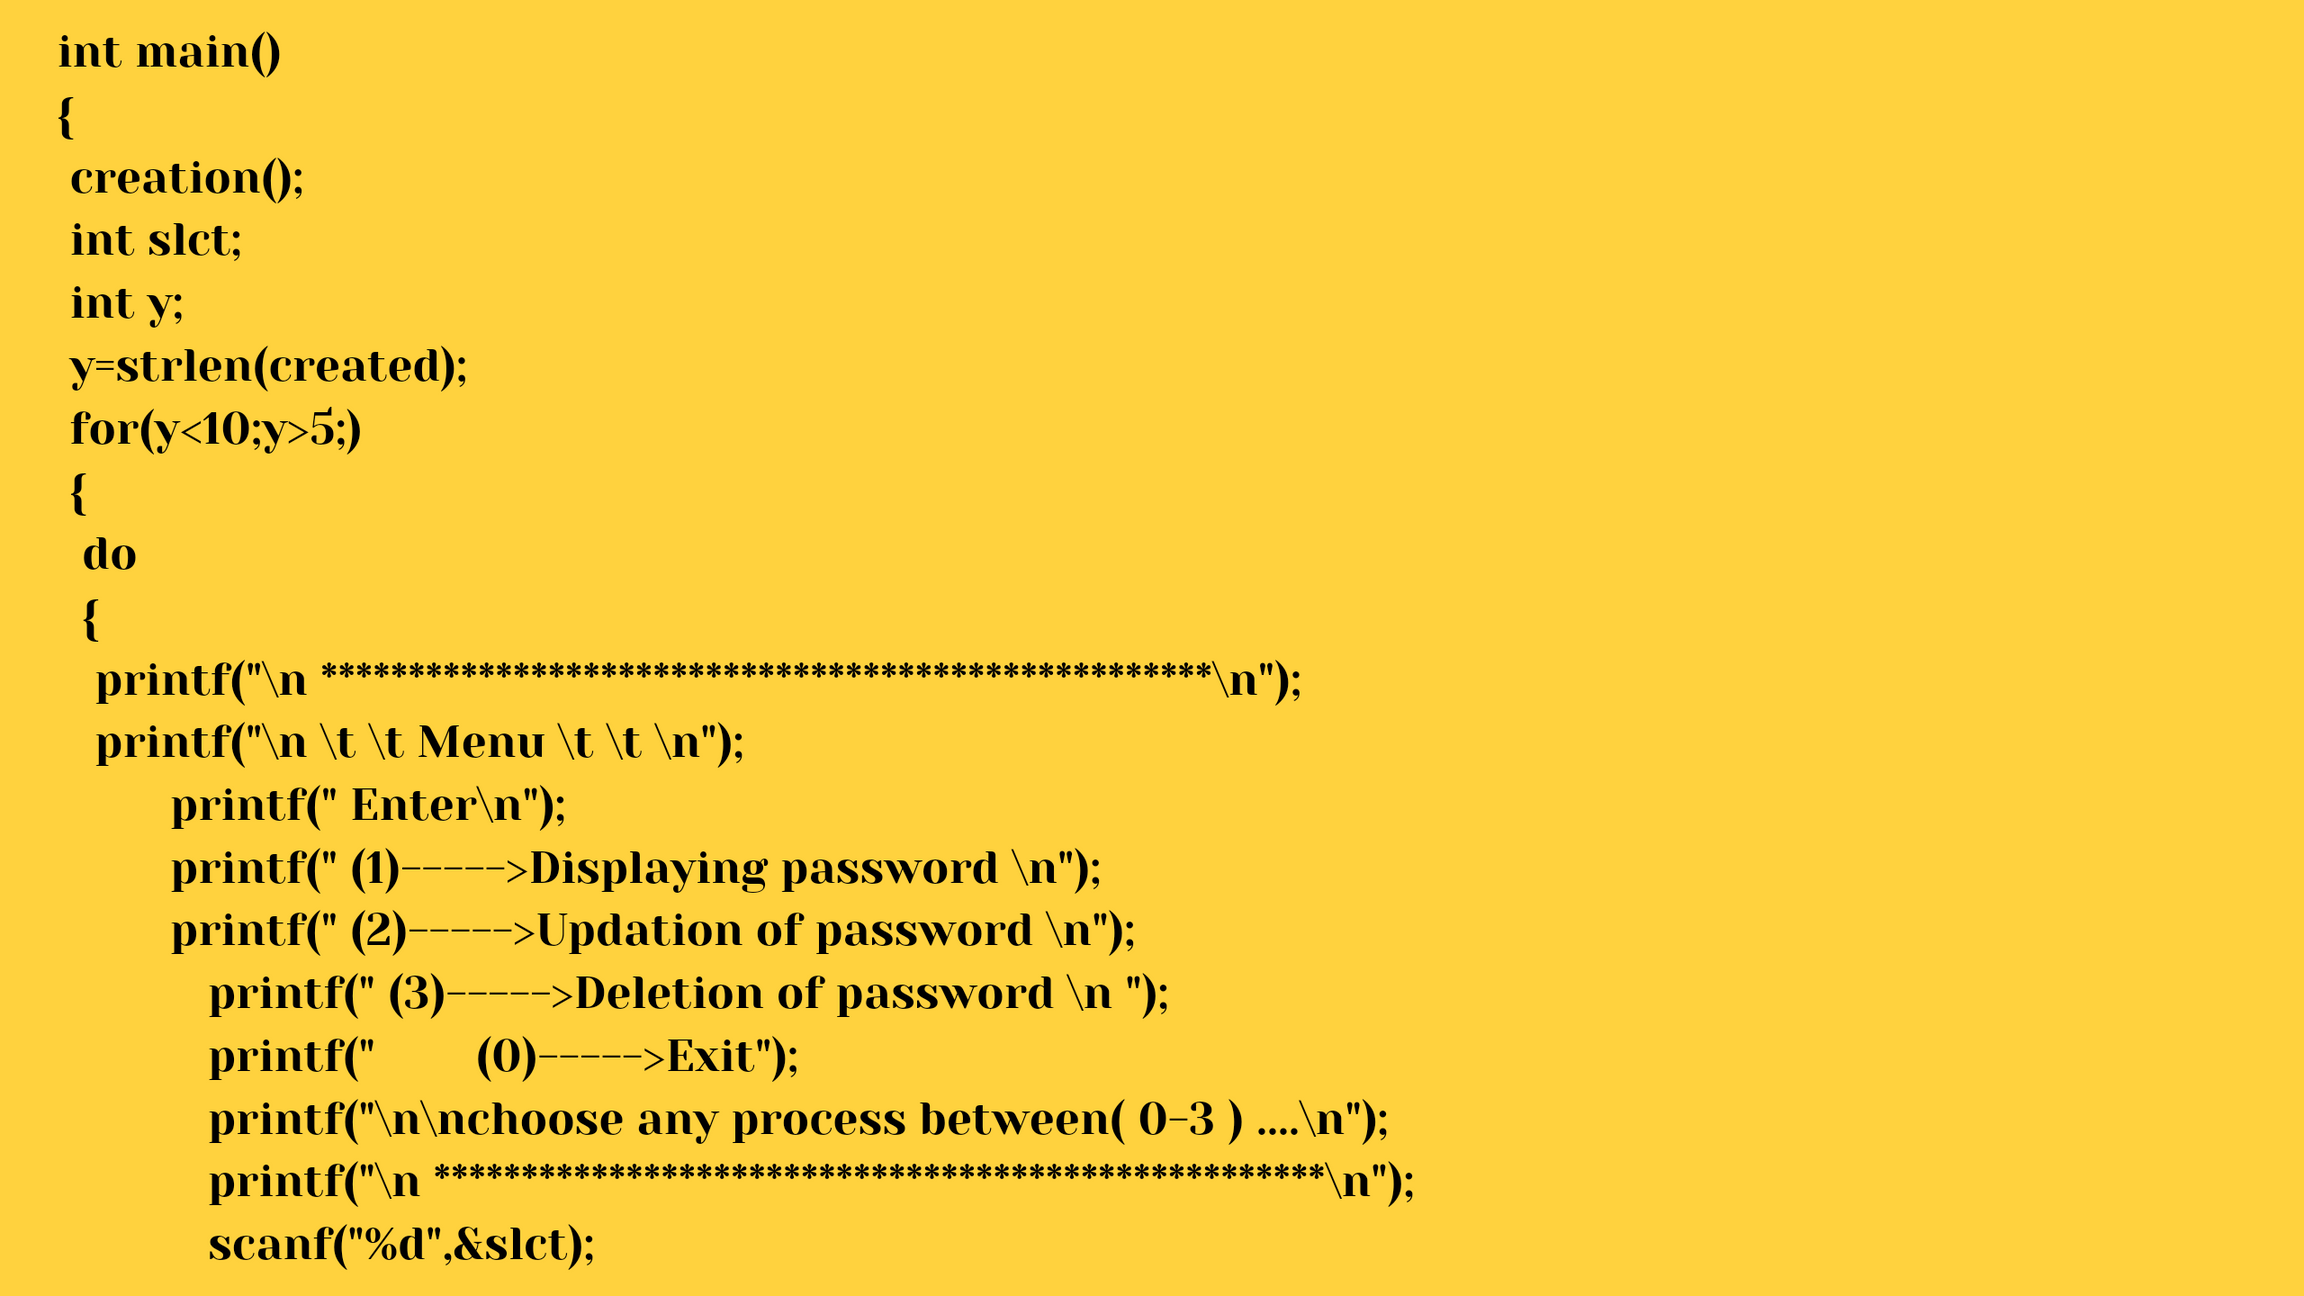 int main()
{
creation();
int slct;
int y;
y=strlen(created);
for(y<10;y>5;)
{
do
{
printf("\n ***************************************************\n");
printf("\n \t \t Menu \t \t \n");
printf(" Enter\n");
printf(" (1)----->Displaying password \n");
printf(" (2)----->Updation of password \n");
printf(" (3)----->Deletion of password \n ");
printf("        (0)----->Exit");
printf("\n\nchoose any process between( 0-3 ) ....\n");
printf("\n ***************************************************\n");
scanf("%d",&slct);